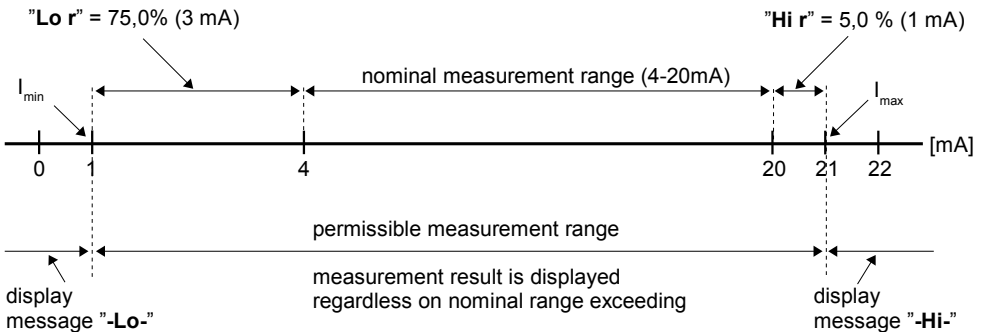 "Lo r" = 75,0% (3 mA)
"Hi r" = 5,0 % (1 mA)
nominal measurement range (4-20mA)
Imin
Imax
[mA]
0 1 4 20 21 22
permissible measurement range
measurement result is displayed
regardless on nominal range exceeding
display
message "-Lo-"
display
message "-Hi-"